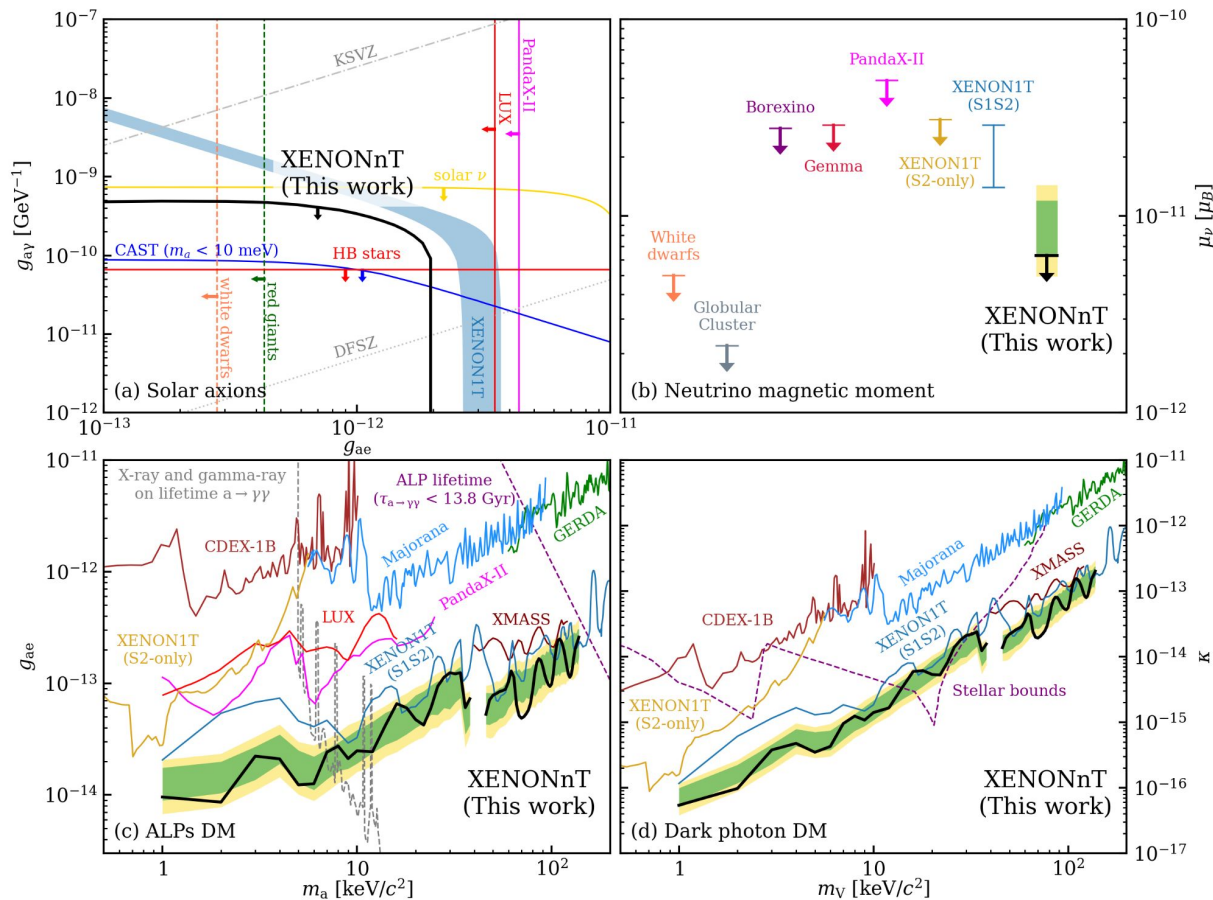 10⁻⁷
10⁻⁸
10⁻⁹
10⁻¹⁰
10⁻¹¹
10⁻¹²
g_aγ [GeV⁻¹]
KSVZ
LUX
PandaX-II
XENONnT
(This work)
solar ν
CAST (m_a < 10 meV)
HB stars
white dwarfs
red giants
DFSZ
XENON1T
(a) Solar axions
10⁻¹³
10⁻¹²
10⁻¹¹
g_ae
PandaX-II
Borexino
Gemma
XENON1T
(S2-only)
XENON1T
(S1S2)
White
dwarfs
Globular
Cluster
XENONnT
(This work)
(b) Neutrino magnetic moment
10⁻¹⁰
10⁻¹¹
10⁻¹²
μ_ν [μ_B]
10⁻¹¹
10⁻¹²
10⁻¹³
10⁻¹⁴
g_ae
X-ray and gamma-ray
on lifetime a → γγ
ALP lifetime
(τ_a→γγ < 13.8 Gyr)
GERDA
CDEX-1B
Majorana
PandaX-II
LUX
XMASS
XENON1T
(S2-only)
XENON1T
(S1S2)
XENONnT
(This work)
(c) ALPs DM
1
10
10²
m_a [keV/c²]
GERDA
Majorana
XMASS
CDEX-1B
XENON1T
(S1S2)
XENON1T
(S2-only)
Stellar bounds
XENONnT
(This work)
(d) Dark photon DM
1
10
10²
m_V [keV/c²]
10⁻¹¹
10⁻¹²
10⁻¹³
10⁻¹⁴
10⁻¹⁵
10⁻¹⁶
10⁻¹⁷
κ